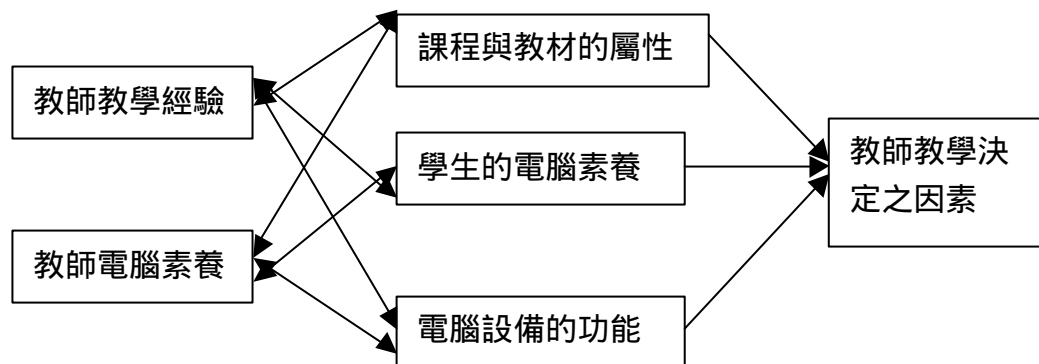 課程與教材的屬性
教師教學經驗
學生的電腦素養
教師教學決
定之因素
教師電腦素養
電腦設備的功能